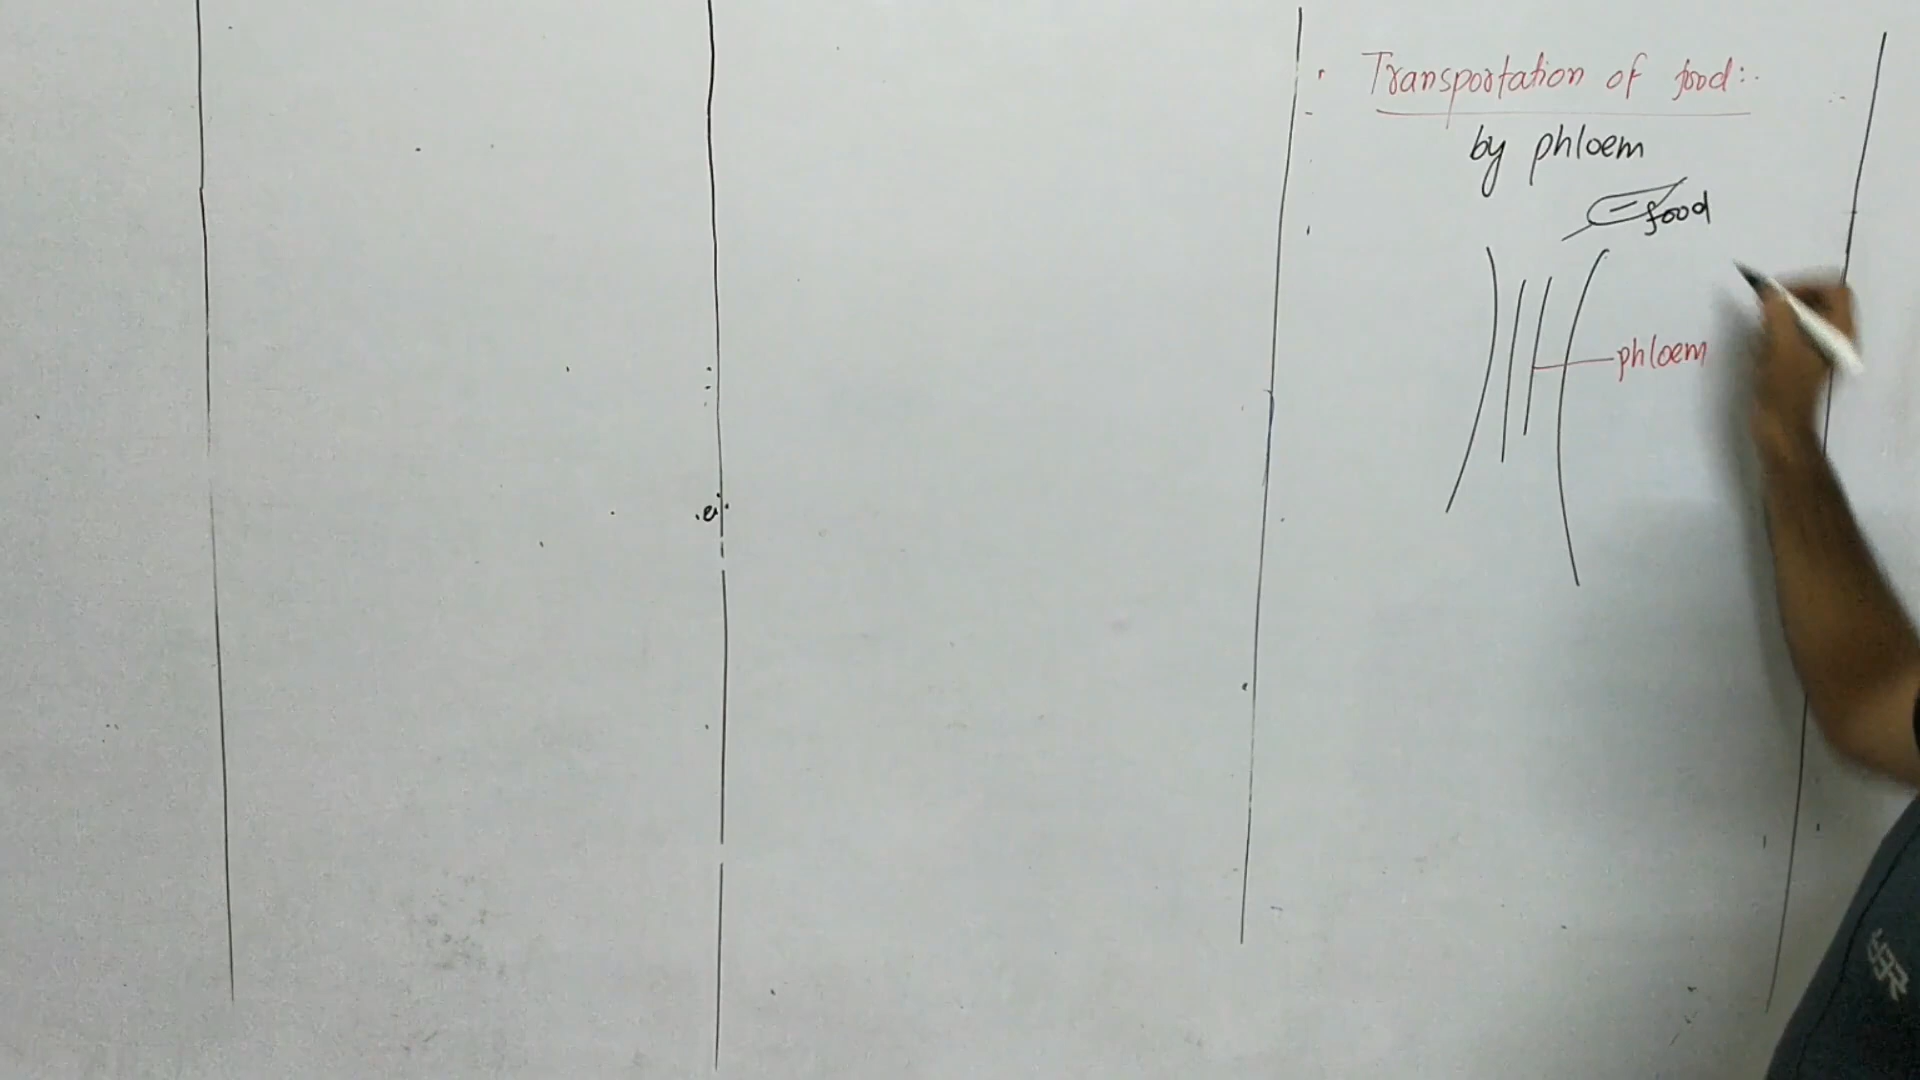 Transportation of food:-
by phloem
food
phloem